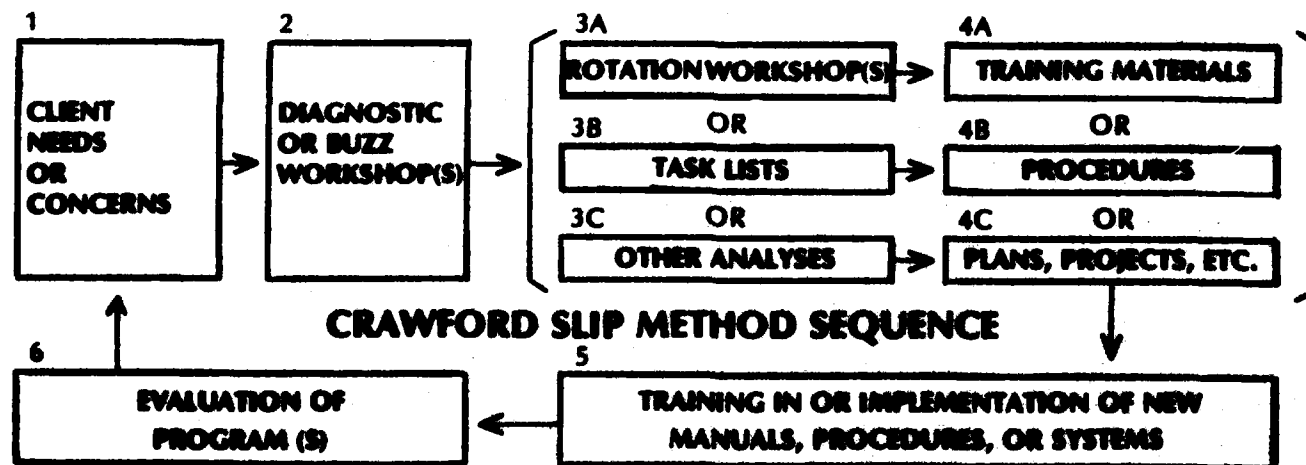 1
CLIENT
NEEDS
OR
CONCERNS
2
DIAGNOSTIC
OR BUZZ
WORKSHOP(S)
3A
ROTATION WORKSHOP(S)
4A
TRAINING MATERIALS
OR
OR
3B
TASK LISTS
4B
PROCEDURES
OR
OR
3C
OTHER ANALYSES
4C
PLANS, PROJECTS, ETC.
CRAWFORD SLIP METHOD SEQUENCE
5
TRAINING IN OR IMPLEMENTATION OF NEW
MANUALS, PROCEDURES, OR SYSTEMS
6
EVALUATION OF
PROGRAM (S)